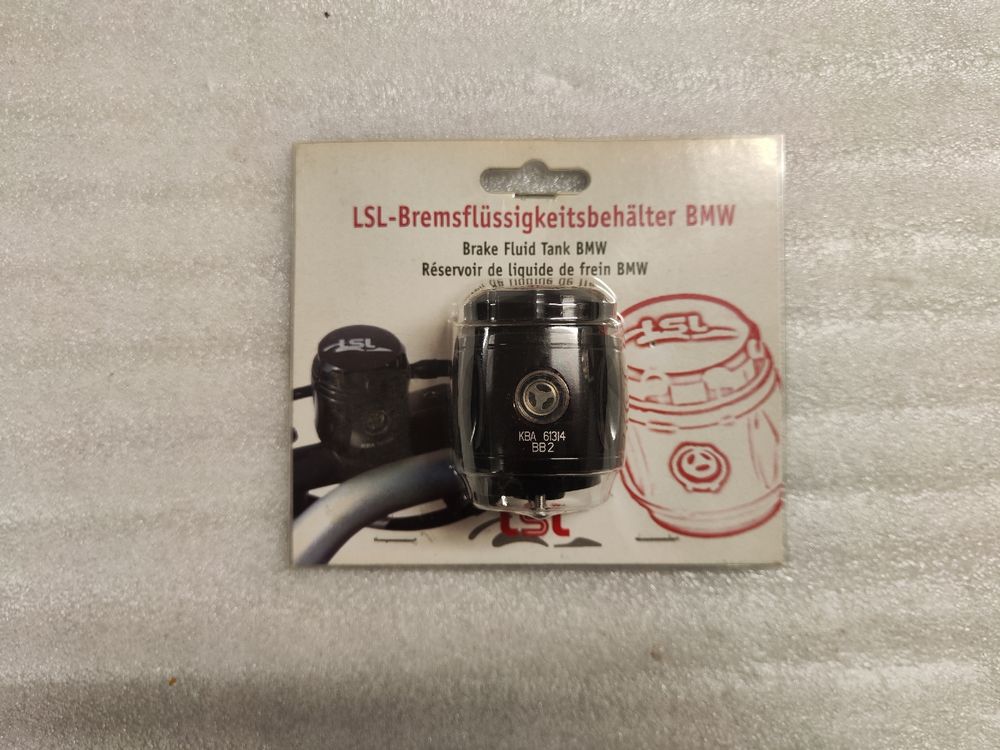 LSL-Bremsflüssigkeitsbehälter BMW
Brake Fluid Tank BMW
Réservoir de liquide de frein BMW
LSL
LSL
KBA 61314
BB2
LSL